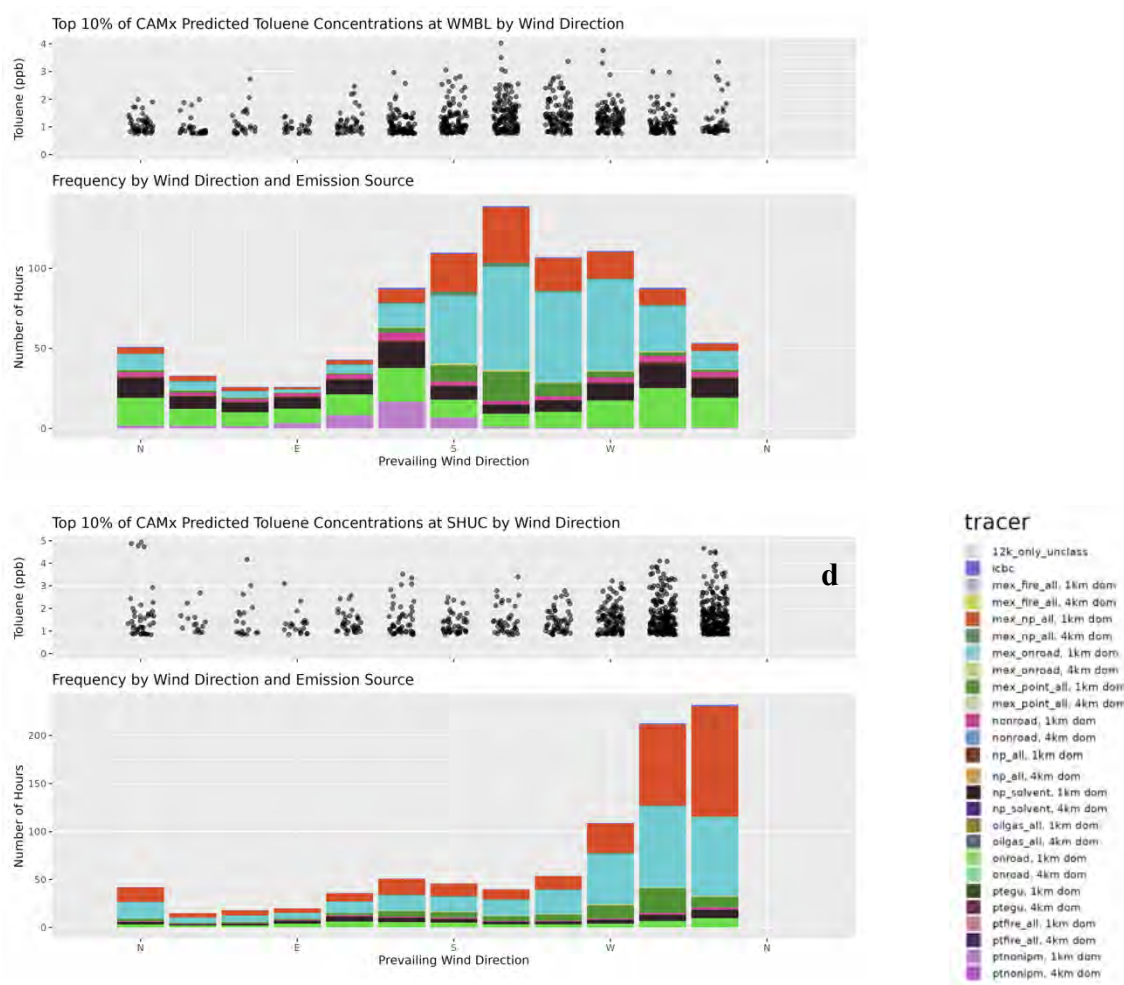 Top 10% of CAMx Predicted Toluene Concentrations at WMBL by Wind Direction
Toluene (ppb)
4
3
2
1
0
Frequency by Wind Direction and Emission Source
Number of Hours
100
50
0
N
E
S
W
N
Prevailing Wind Direction
Top 10% of CAMx Predicted Toluene Concentrations at SHUC by Wind Direction
Toluene (ppb)
5
4
3
2
1
0
d
Frequency by Wind Direction and Emission Source
Number of Hours
200
150
100
50
0
N
E
S
W
N
Prevailing Wind Direction
tracer
12k_only_unclass
icbc
mex_fire_all, 1km dom
mex_fire_all, 4km dom
mex_np_all, 1km dom
mex_np_all, 4km dom
mex_onroad, 1km dom
mex_onroad, 4km dom
mex_point_all, 1km dom
mex_point_all, 4km dom
nonroad, 1km dom
nonroad, 4km dom
np_all, 1km dom
np_all, 4km dom
np_solvent, 1km dom
np_solvent, 4km dom
oilgas_all, 1km dom
oilgas_all, 4km dom
onroad, 1km dom
onroad, 4km dom
ptegu, 1km dom
ptegu, 4km dom
ptfire_all, 1km dom
ptfire_all, 4km dom
ptnonipm, 1km dom
ptnonipm, 4km dom